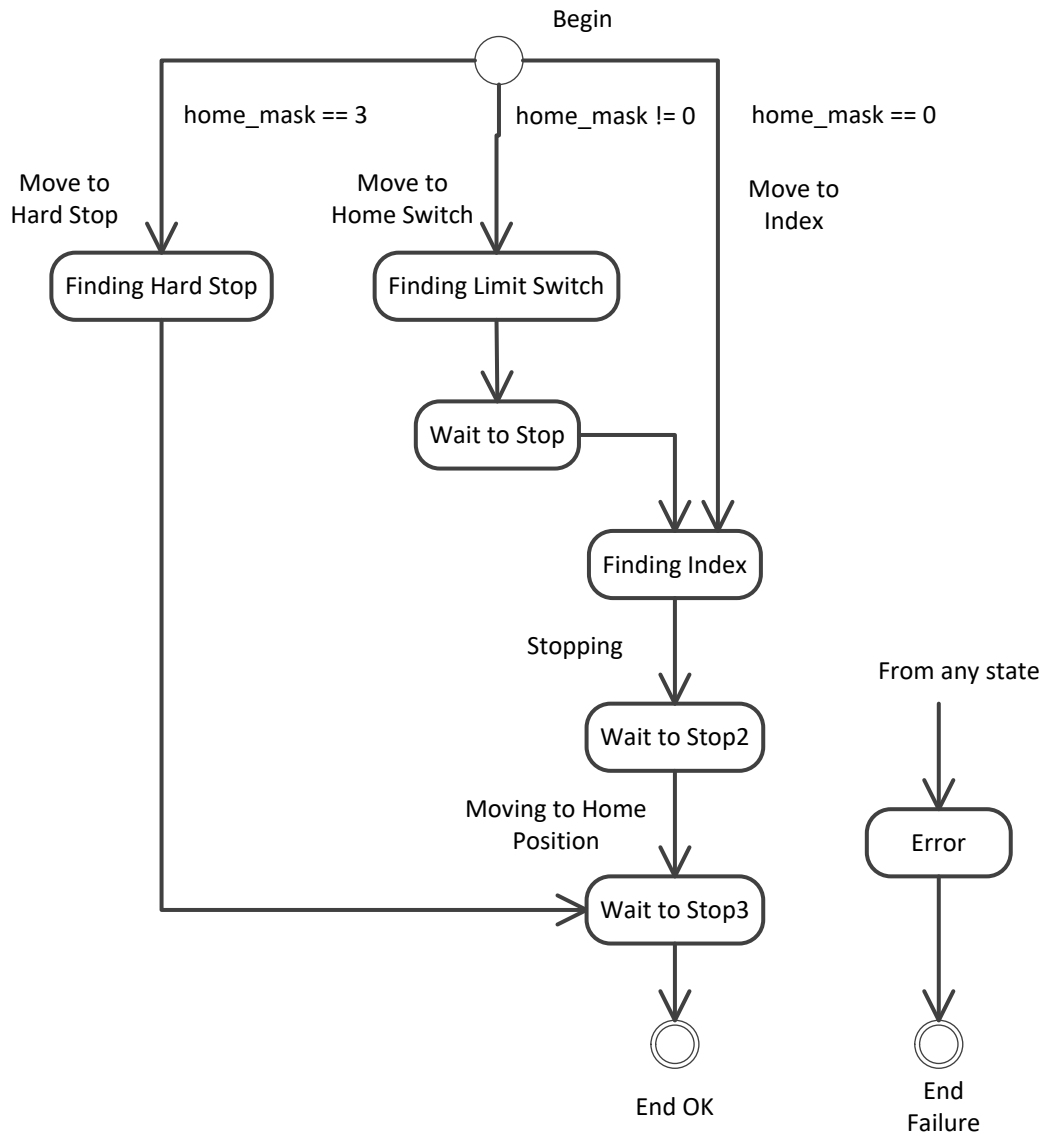 Begin
home_mask == 3
home_mask != 0
home_mask == 0
Move to
Hard Stop
Move to
Home Switch
Move to
Index
Finding Hard Stop
Finding Limit Switch
Wait to Stop
Finding Index
Stopping
From any state
Wait to Stop2
Moving to Home
Position
Error
Wait to Stop3
End OK
End
Failure